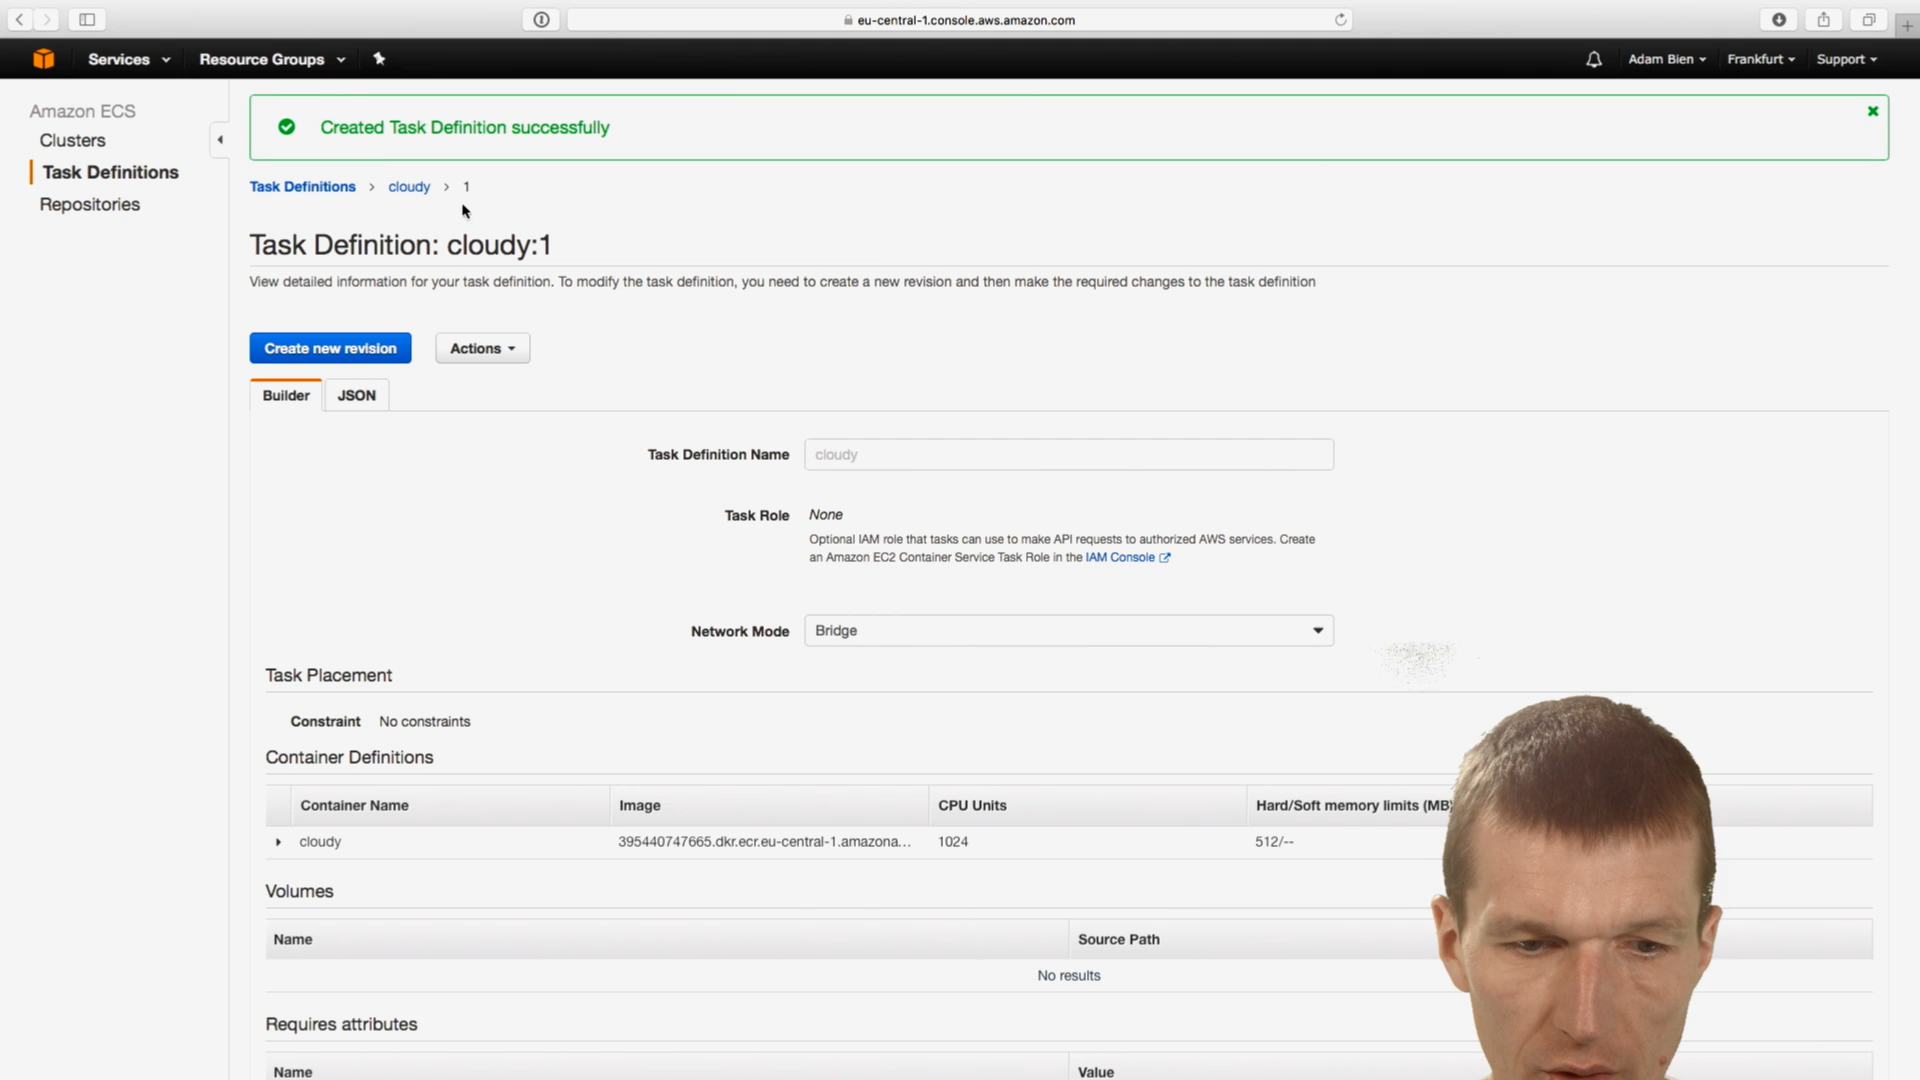 eu-central-1.console.aws.amazon.com
Services
Resource Groups
Adam Bien
Frankfurt
Support
Amazon ECS
Clusters
Task Definitions
Repositories
Created Task Definition successfully
Task Definitions > cloudy > 1
Task Definition: cloudy:1
View detailed information for your task definition. To modify the task definition, you need to create a new revision and then make the required changes to the task definition
Create new revision
Actions
Builder
JSON
Task Definition Name
cloudy
Task Role
None
Optional IAM role that tasks can use to make API requests to authorized AWS services. Create
an Amazon EC2 Container Service Task Role in the IAM Console
Network Mode
Bridge
Task Placement
Constraint No constraints
Container Definitions
Container Name Image CPU Units Hard/Soft memory limits (MB)
cloudy 395440747665.dkr.ecr.eu-central-1.amazona... 1024 512/--
Volumes
Name Source Path
No results
Requires attributes
Name Value